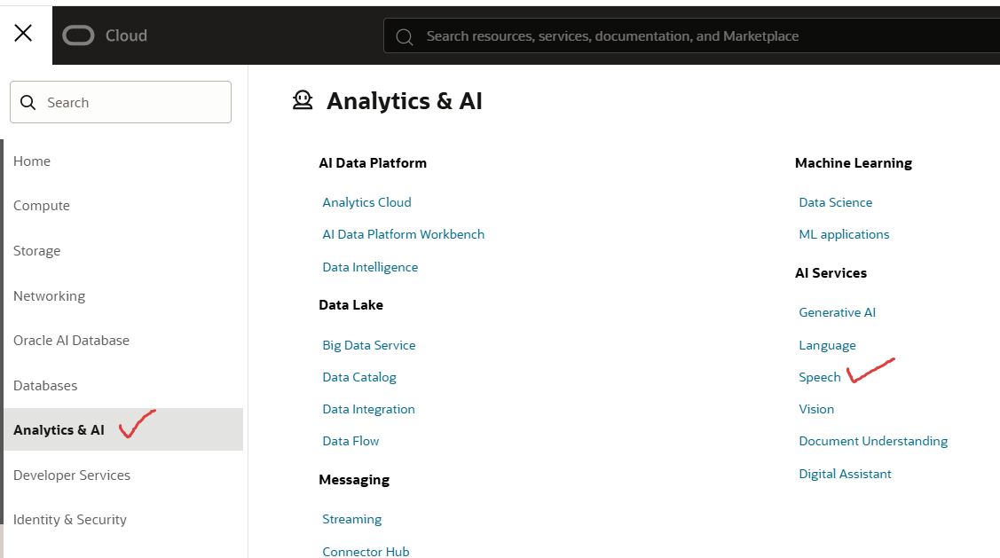 Cloud
Search resources, services, documentation, and Marketplace
Search
Home
Compute
Storage
Networking
Oracle AI Database
Databases
Analytics & AI
Developer Services
Identity & Security
Analytics & AI
AI Data Platform
Analytics Cloud
AI Data Platform Workbench
Data Intelligence
Data Lake
Big Data Service
Data Catalog
Data Integration
Data Flow
Messaging
Streaming
Connector Hub
Machine Learning
Data Science
ML applications
AI Services
Generative AI
Language
Speech
Vision
Document Understanding
Digital Assistant